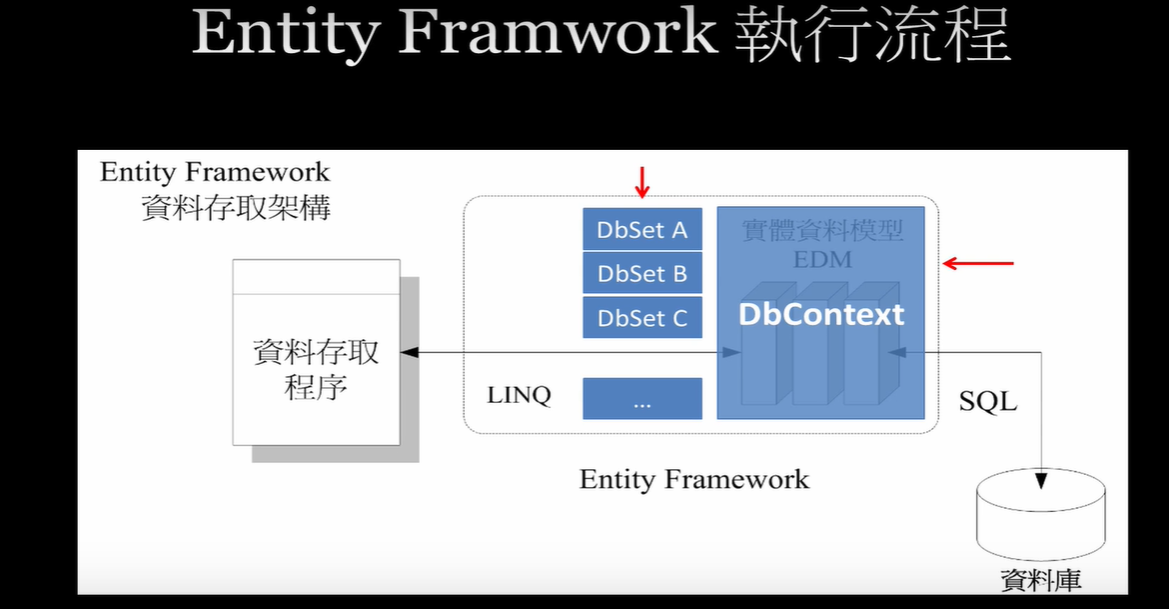 Entity Framwork 執行流程
Entity Framework
資料存取架構
DbSet A
DbSet B
DbSet C
...
實體資料模型
EDM
DbContext
資料存取
程序
LINQ
SQL
Entity Framework
資料庫